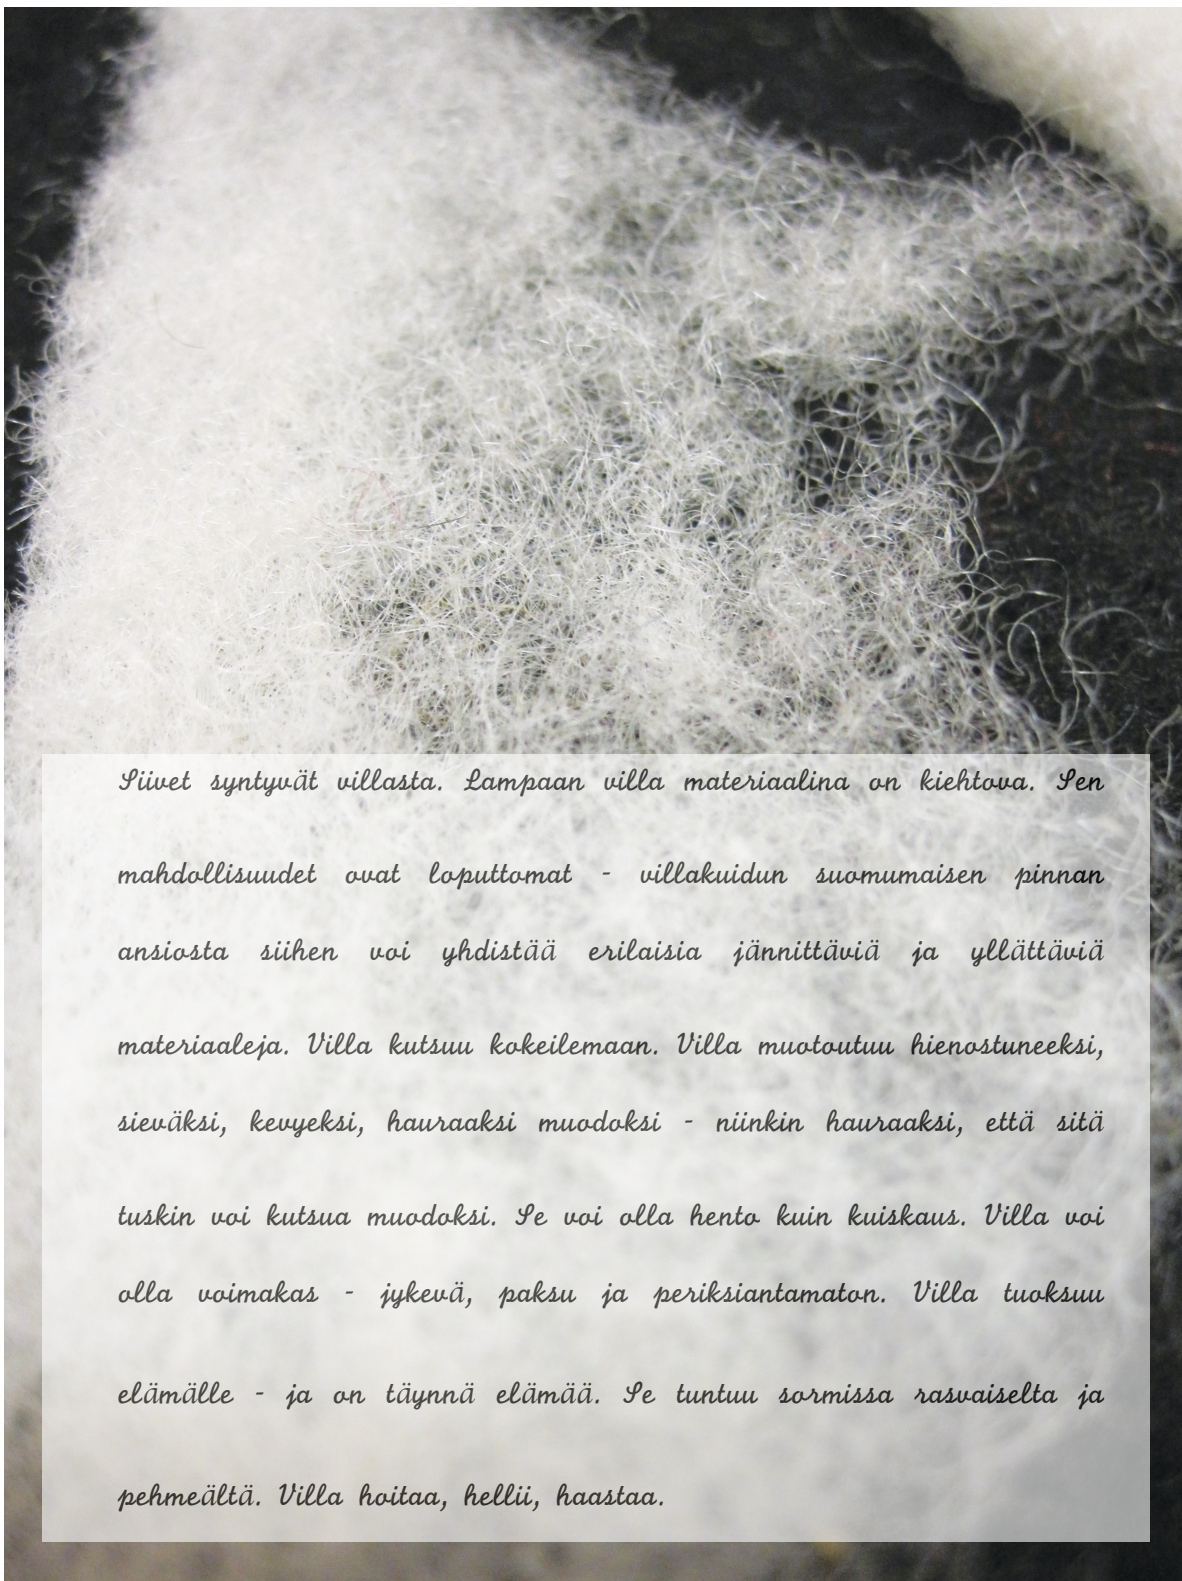 Siivet syntyvät villasta. Lampaan villa materiaalina on kiehtova. Sen
mahdollisuudet ovat loputtomat - villakuidun suomumaisen pinnan
ansiosta siihen voi yhdistää erilaisia jännittäviä ja yllättäviä
materiaaleja. Villa kutsuu kokeilemaan. Villa muotoutuu hienostuneeksi,
sieväksi, kevyeksi, hauraaksi muodoksi - niinkin hauraaksi, että sitä
tuskin voi kutsua muodoksi. Se voi olla hento kuin kuiskaus. Villa voi
olla voimakas - jykevä, paksu ja periksiantamaton. Villa tuoksuu
elämälle - ja on täynnä elämää. Se tuntuu sormissa rasvaiselta ja
pehmeältä. Villa hoitaa, hellii, haastaa.